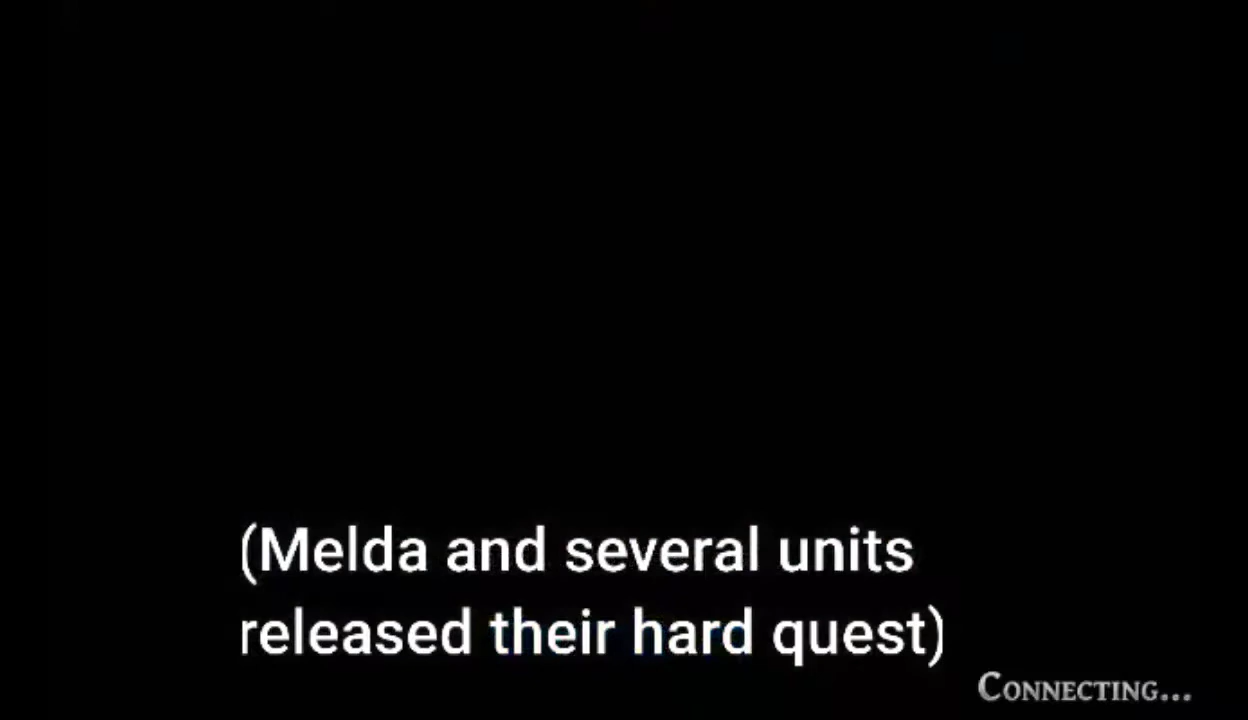 (Melda and several units
released their hard quest)
CONNECTING...